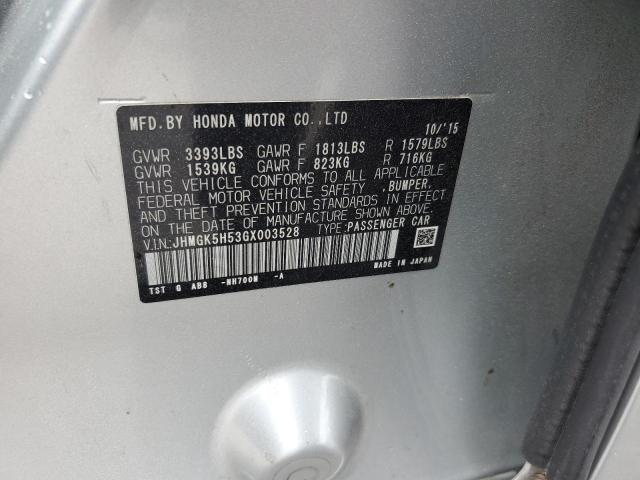 MFD.BY HONDA MOTOR CO.,LTD 10/'15
GVWR 3393LBS GAWR F 1813LBS R 1579LBS
GVWR 1539KG GAWR F 823KG R 716KG
THIS VEHICLE CONFORMS TO ALL APPLICABLE
FEDERAL MOTOR VEHICLE SAFETY ,BUMPER,
AND THEFT PREVENTION STANDARDS IN EFFECT
ON THE DATE OF MANUFACTURE SHOWN ABOVE.
V.I.N:JHMGK5H53GX003528 TYPE:PASSENGER CAR
TST G AB8 -NH700M -A MADE IN JAPAN